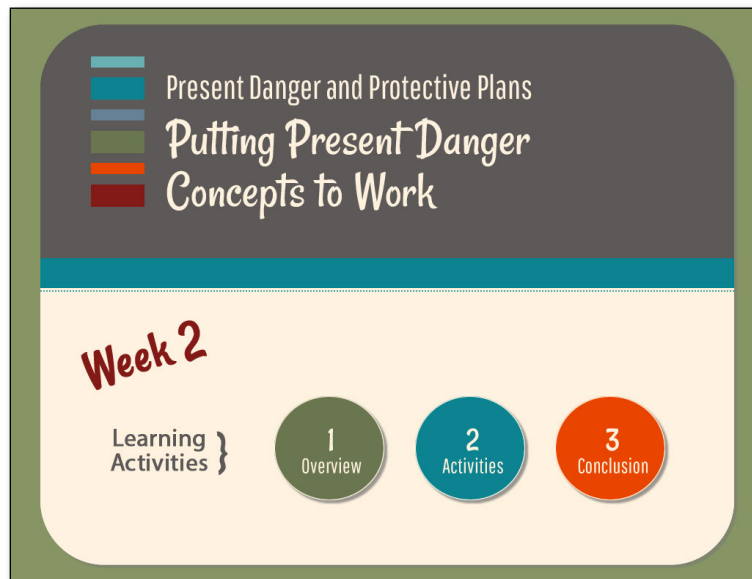 Present Danger and Protective Plans
Putting Present Danger
Concepts to Work
Week 2
Learning
Activities
1
Overview
2
Activities
3
Conclusion